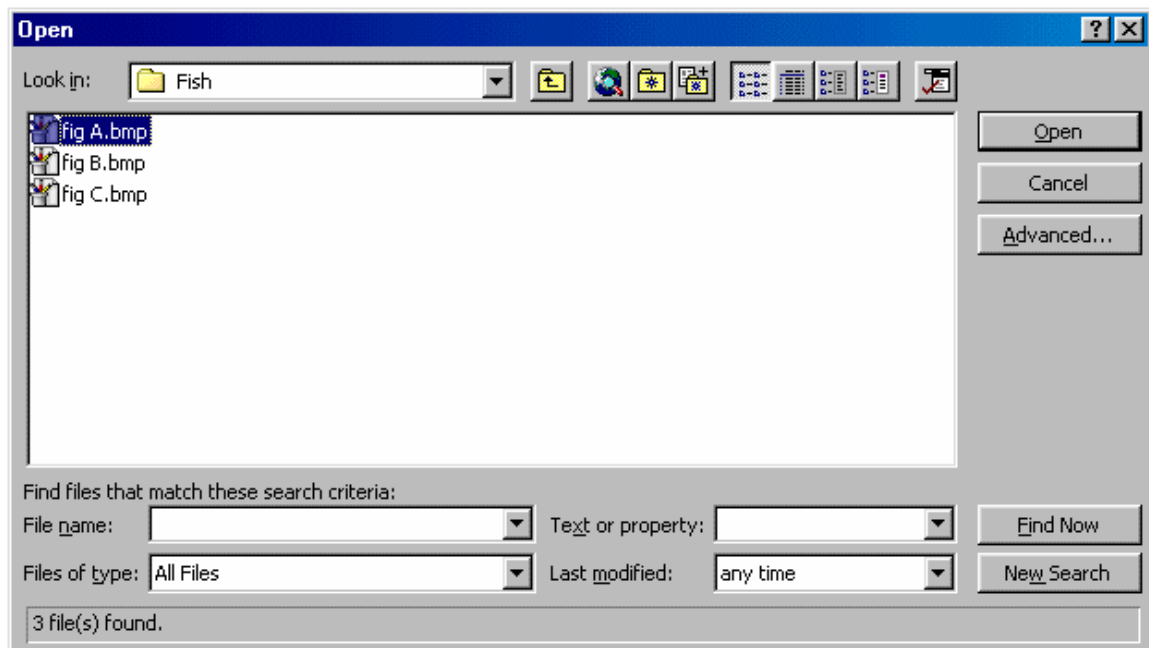 Open
Look in: Fish
fig A.bmp
fig B.bmp
fig C.bmp
Open
Cancel
Advanced...
Find files that match these search criteria:
File name: Text or property: Find Now
Files of type: All Files Last modified: any time New Search
3 file(s) found.